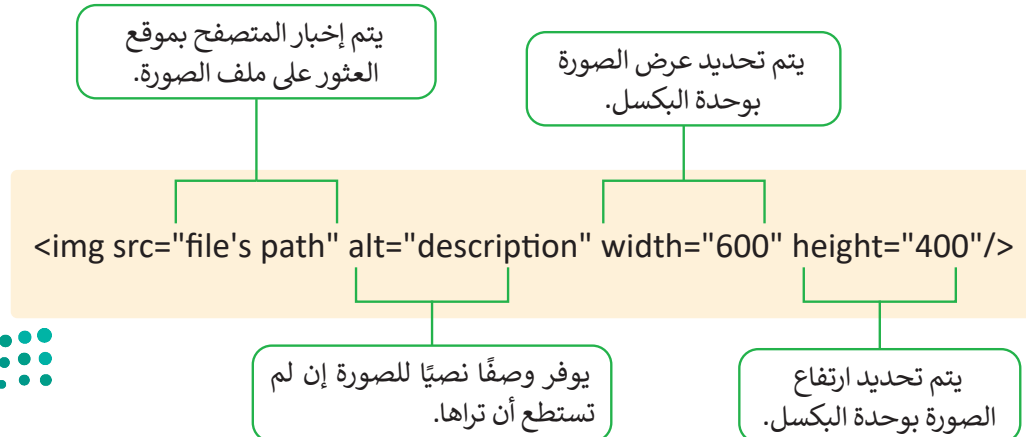 يتم إخبار المتصفح بموقع
العثور على ملف الصورة.
يتم تحديد عرض الصورة
بوحدة البكسل.
<img src="file's path" alt="description" width="600" height="400"/>
يوفر وصفًا نصيًا للصورة إن لم
تستطع أن تراها.
يتم تحديد ارتفاع
الصورة بوحدة البكسل.